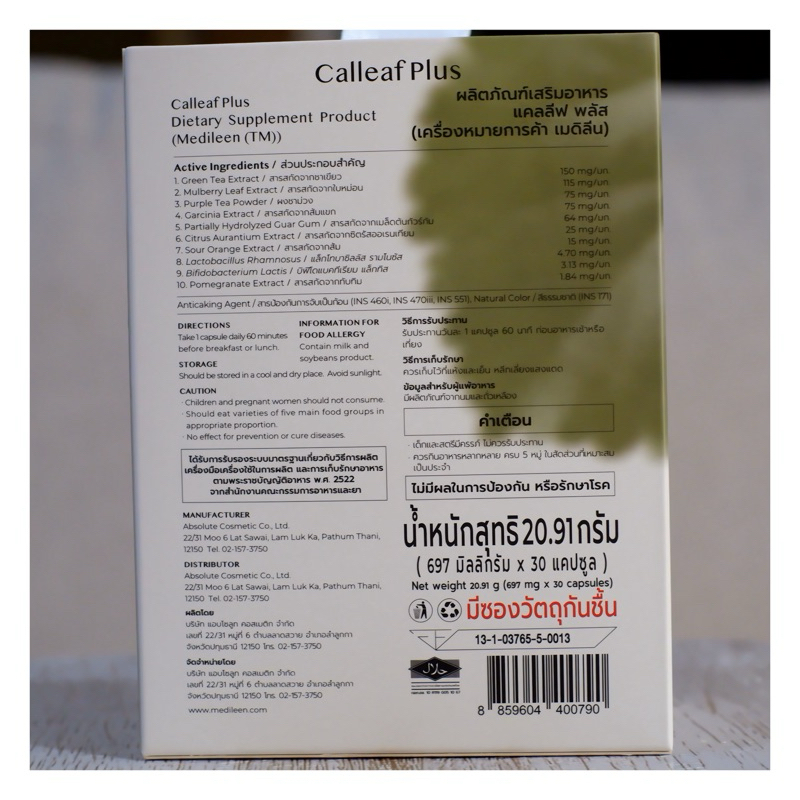 Calleaf Plus
Calleaf Plus
Dietary Supplement Product
(Medileen (TM))
ผลิตภัณฑ์เสริมอาหาร
แคลลีฟ พลัส
(เครื่องหมายการค้า เมดิลีน)
Active Ingredients / ส่วนประกอบสำคัญ
1. Green Tea Extract / สารสกัดจากชาเขียว 150 mg/มก.
2. Mulberry Leaf Extract / สารสกัดจากใบหม่อน 115 mg/มก.
3. Purple Tea Powder / ผงชาม่วง 75 mg/มก.
4. Garcinia Extract / สารสกัดจากส้มแขก 75 mg/มก.
5. Partially Hydrolyzed Guar Gum / สารสกัดจากเมล็ดต้นกัวร์กัม 64 mg/มก.
6. Citrus Aurantium Extract / สารสกัดจากซิตรัสออเรนเทียม 25 mg/มก.
7. Sour Orange Extract / สารสกัดจากส้ม 15 mg/มก.
8. Lactobacillus Rhamnosus / แล็กโทบาซิลลัส รามโนซัส 4.70 mg/มก.
9. Bifidobacterium Lactis / บิฟิโดแบคทีเรียม แล็กทิส 3.13 mg/มก.
10. Pomegranate Extract / สารสกัดจากทับทิม 1.84 mg/มก.
Anticaking Agent / สารป้องกันการจับเป็นก้อน (INS 460i, INS 470iii, INS 551), Natural Color / สีธรรมชาติ (INS 171)
DIRECTIONS
Take 1 capsule daily 60 minutes
before breakfast or lunch.
INFORMATION FOR
FOOD ALLERGY
Contain milk and
soybeans product.
STORAGE
Should be stored in a cool and dry place. Avoid sunlight.
CAUTION
· Children and pregnant women should not consume.
· Should eat varieties of five main food groups in
appropriate proportion.
· No effect for prevention or cure diseases.
ได้รับการรับรองระบบมาตรฐานเกี่ยวกับวิธีการผลิต
เครื่องมือเครื่องใช้ในการผลิต และการเก็บรักษาอาหาร
ตามพระราชบัญญัติอาหาร พ.ศ. 2522
จากสำนักงานคณะกรรมการอาหารและยา
MANUFACTURER
Absolute Cosmetic Co., Ltd.
22/31 Moo 6 Lat Sawai, Lam Luk Ka, Pathum Thani,
12150 Tel. 02-157-3750
DISTRIBUTOR
Absolute Cosmetic Co., Ltd.
22/31 Moo 6 Lat Sawai, Lam Luk Ka, Pathum Thani,
12150 Tel. 02-157-3750
ผลิตโดย
บริษัท แอบโซลูท คอสเมติก จำกัด
เลขที่ 22/31 หมู่ที่ 6 ตำบลลาดสวาย อำเภอลำลูกกา
จังหวัดปทุมธานี 12150 โทร. 02-157-3750
จัดจำหน่ายโดย
บริษัท แอบโซลูท คอสเมติก จำกัด
เลขที่ 22/31 หมู่ที่ 6 ตำบลลาดสวาย อำเภอลำลูกกา
จังหวัดปทุมธานี 12150 โทร. 02-157-3750
www.medileen.com
วิธีการรับประทาน
รับประทานวันละ 1 แคปซูล 60 นาที ก่อนอาหารเช้าหรือ
เที่ยง
วิธีการเก็บรักษา
ควรเก็บไว้ที่แห้งและเย็น หลีกเลี่ยงแสงแดด
ข้อมูลสำหรับผู้แพ้อาหาร
มีผลิตภัณฑ์จากนมและถั่วเหลือง
คำเตือน
· เด็กและสตรีมีครรภ์ ไม่ควรรับประทาน
· ควรกินอาหารหลากหลาย ครบ 5 หมู่ ในสัดส่วนที่เหมาะสม
เป็นประจำ
ไม่มีผลในการป้องกัน หรือรักษาโรค
น้ำหนักสุทธิ 20.91 กรัม
( 697 มิลลิกรัม x 30 แคปซูล )
Net weight 20.91 g (697 mg x 30 capsules)
มีซองวัตถุกันชื้น
13-1-03765-5-0013
حلال
8 859604 400790